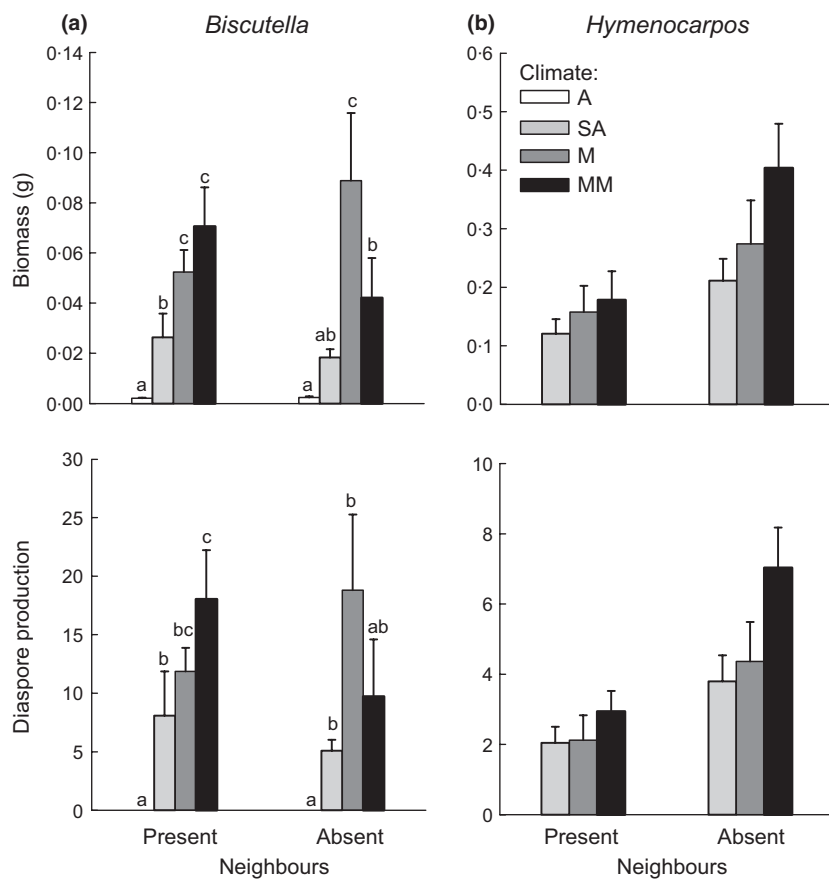 (a) Biscutella
(b) Hymenocarpos
Biomass (g)
0·14
0·12
0·10
0·08
0·06
0·04
0·02
0·00
a
b
c
c
a
ab
c
b
0·6
0·5
0·4
0·3
0·2
0·1
0·0
Climate:
A
SA
M
MM
Diaspore production
30
25
20
15
10
5
0
a
b
bc
c
a
b
b
ab
Present
Absent
Neighbours
10
8
6
4
2
0
Present
Absent
Neighbours